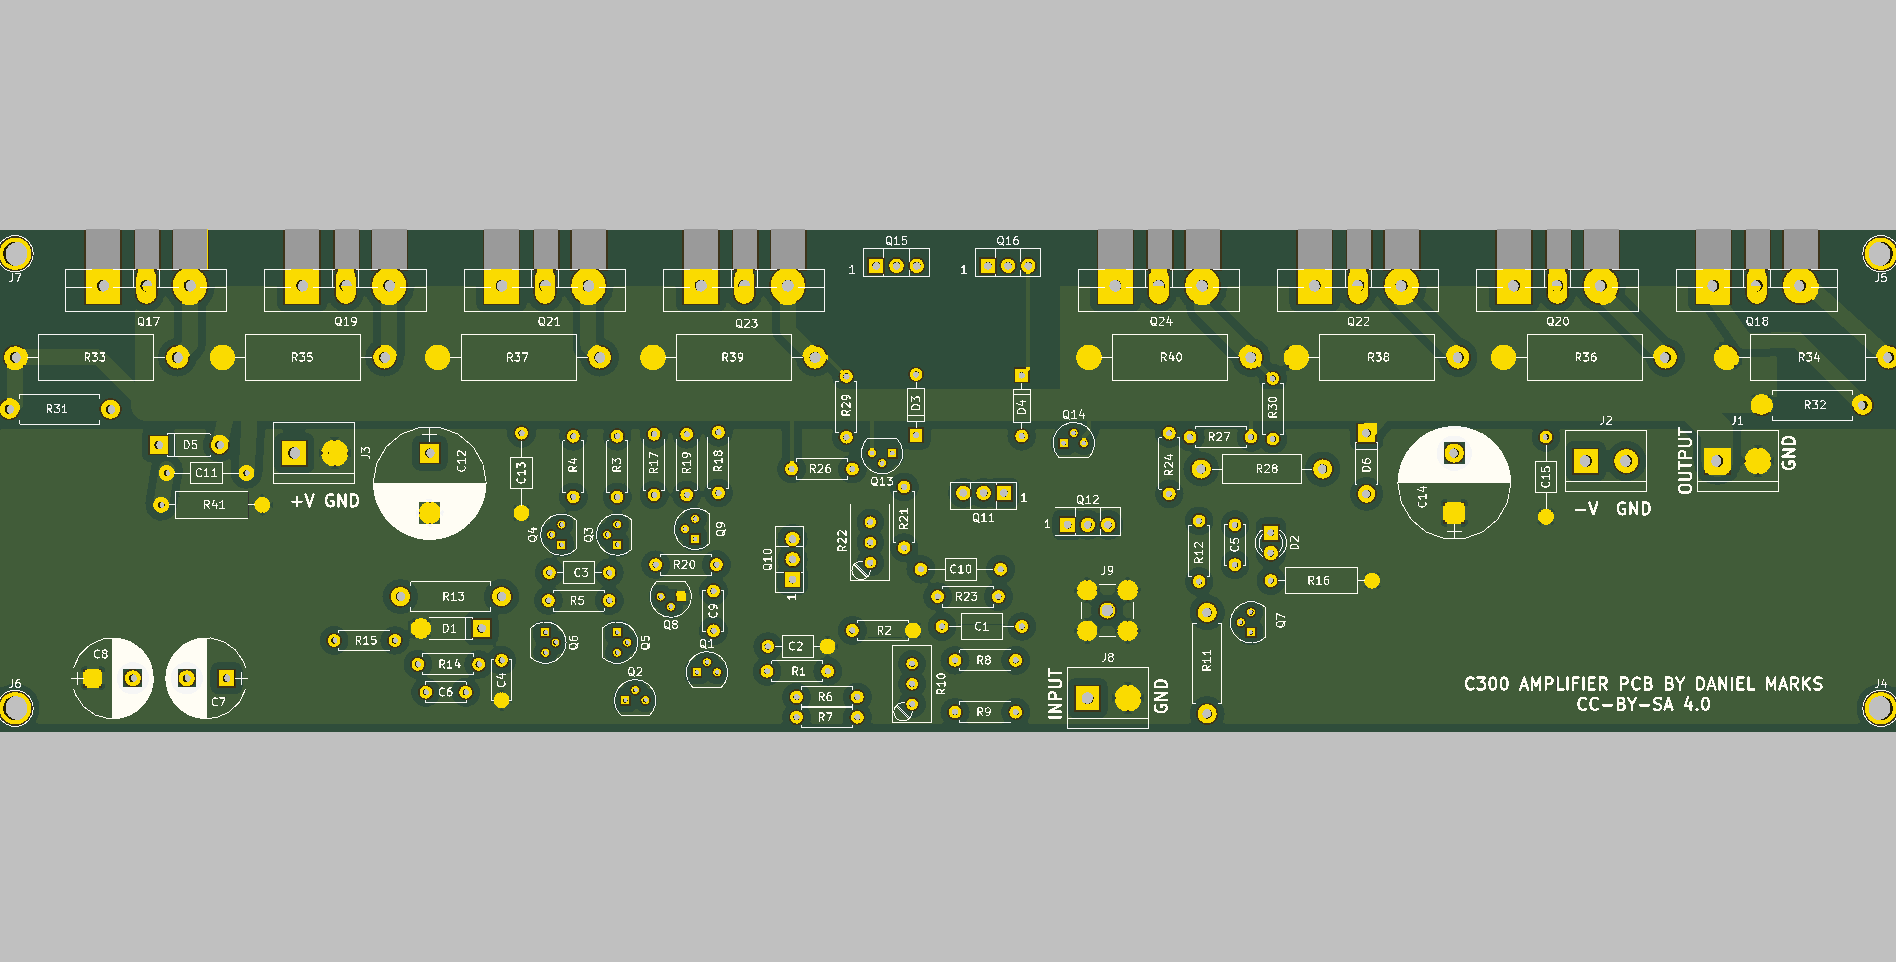 Q15
Q16
1
1
J7
J5
Q17
Q19
Q21
Q23
Q24
Q22
Q20
Q18
R33
R35
R37
R39
R40
R38
R36
R34
R31
R29
D3
D4
R30
R32
Q14
J2
J1
D5
J3
C12
R4
R3
R17
R19
R18
R24
R27
D6
OUTPUT
GND
C11
C13
R26
Q13
R28
C14
C15
R41
+V GND
R21
Q11
1
Q12
1
-V GND
Q4
Q3
Q9
R22
R12
C5
D2
Q10
1
R20
C3
C10
J9
R16
R13
R5
Q8
C9
R23
D1
R15
Q6
Q5
Q1
R2
C1
Q7
C8
R14
C4
C2
R8
J8
R11
C6
Q2
R1
R10
INPUT
GND
J6
C7
R6
R7
R9
J4
C300 AMPLIFIER PCB BY DANIEL MARKS
CC-BY-SA 4.0